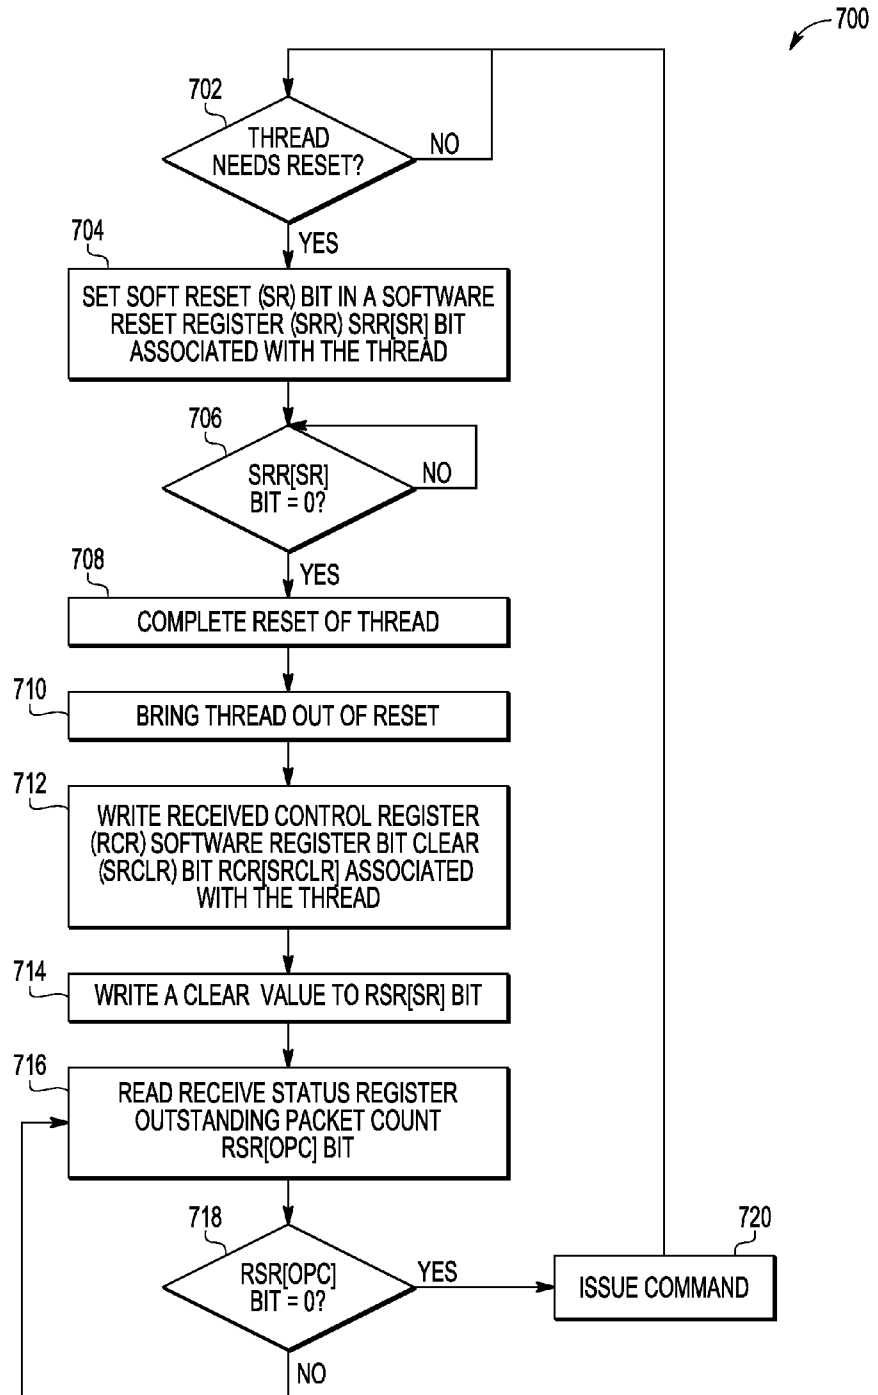 700
702
THREAD
NEEDS RESET?
NO
YES
704
SET SOFT RESET (SR) BIT IN A SOFTWARE
RESET REGISTER (SRR) SRR[SR] BIT
ASSOCIATED WITH THE THREAD
706
SRR[SR]
BIT = 0?
NO
YES
708
COMPLETE RESET OF THREAD
710
BRING THREAD OUT OF RESET
712
WRITE RECEIVED CONTROL REGISTER
(RCR) SOFTWARE REGISTER BIT CLEAR
(SRCLR) BIT RCR[SRCLR] ASSOCIATED
WITH THE THREAD
714
WRITE A CLEAR VALUE TO RSR[SR] BIT
716
READ RECEIVE STATUS REGISTER
OUTSTANDING PACKET COUNT
RSR[OPC] BIT
718
RSR[OPC]
BIT = 0?
YES
NO
720
ISSUE COMMAND